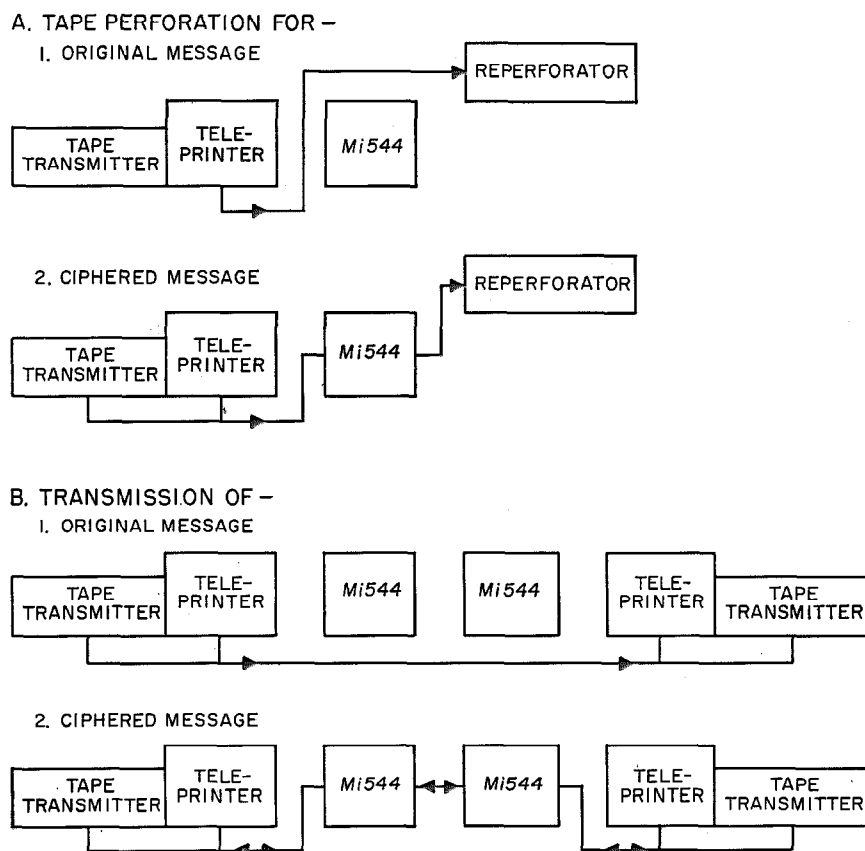 A. TAPE PERFORATION FOR –
1. ORIGINAL MESSAGE
REPERFORATOR
TAPE
TRANSMITTER
TELE-
PRINTER
Mi544
2. CIPHERED MESSAGE
REPERFORATOR
TAPE
TRANSMITTER
TELE-
PRINTER
Mi544
B. TRANSMISSION OF –
1. ORIGINAL MESSAGE
TAPE
TRANSMITTER
TELE-
PRINTER
Mi544
Mi544
TELE-
PRINTER
TAPE
TRANSMITTER
2. CIPHERED MESSAGE
TAPE
TRANSMITTER
TELE-
PRINTER
Mi544
Mi544
TELE-
PRINTER
TAPE
TRANSMITTER